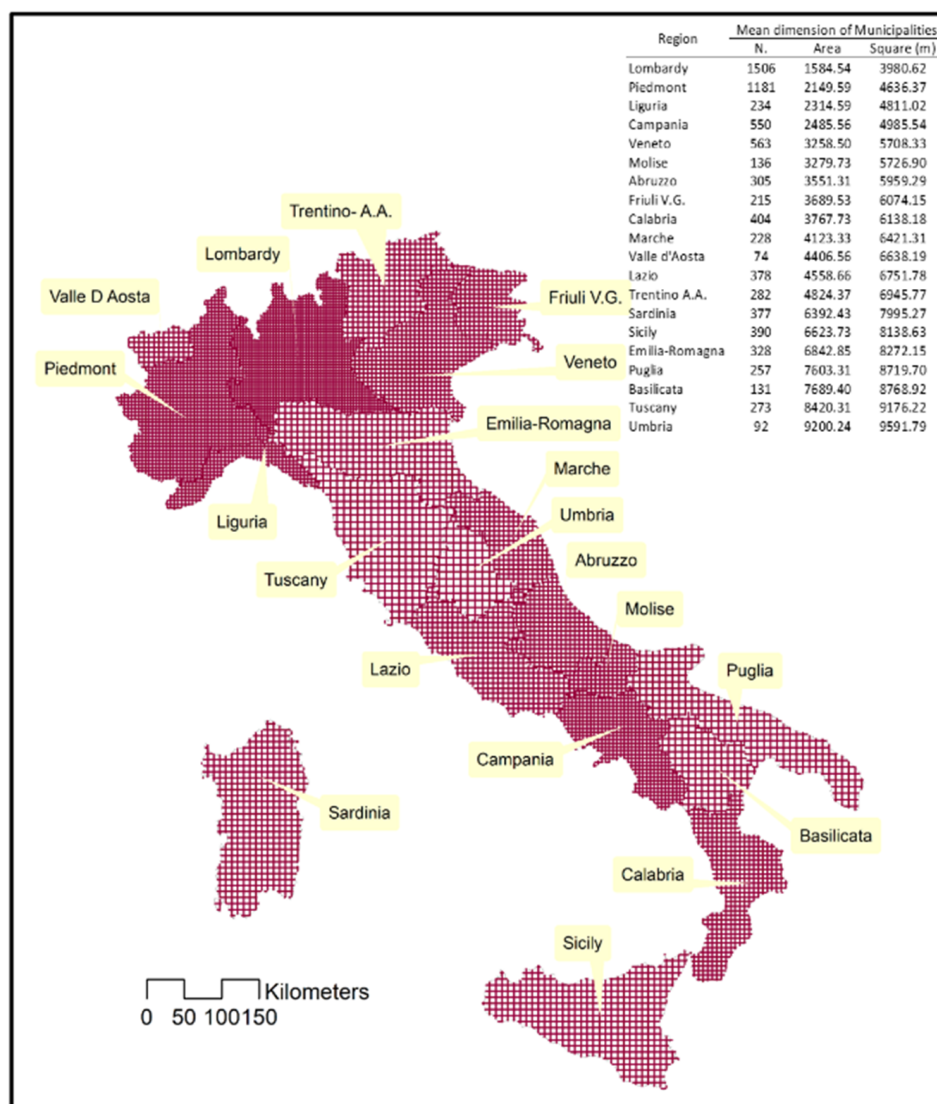 Region Mean dimension of Municipalities
N. Area Square (m)
Lombardy 1506 1584.54 3980.62
Piedmont 1181 2149.59 4636.37
Liguria 234 2314.59 4811.02
Campania 550 2485.56 4985.54
Veneto 563 3258.50 5708.33
Molise 136 3279.73 5726.90
Abruzzo 305 3551.31 5959.29
Friuli V.G. 215 3689.53 6074.15
Calabria 404 3767.73 6138.18
Marche 228 4123.33 6421.31
Valle d'Aosta 74 4406.56 6638.19
Lazio 378 4558.66 6751.78
Trentino A.A. 282 4824.37 6945.77
Sardinia 377 6392.43 7995.27
Sicily 390 6623.73 8138.63
Emilia-Romagna 328 6842.85 8272.15
Puglia 257 7603.31 8719.70
Basilicata 131 7689.40 8768.92
Tuscany 273 8420.31 9176.22
Umbria 92 9200.24 9591.79
Trentino- A.A.
Lombardy
Valle D Aosta
Friuli V.G.
Piedmont
Veneto
Emilia-Romagna
Marche
Liguria
Umbria
Tuscany
Abruzzo
Molise
Lazio
Puglia
Campania
Sardinia
Basilicata
Calabria
Sicily
Kilometers
0 50 100 150